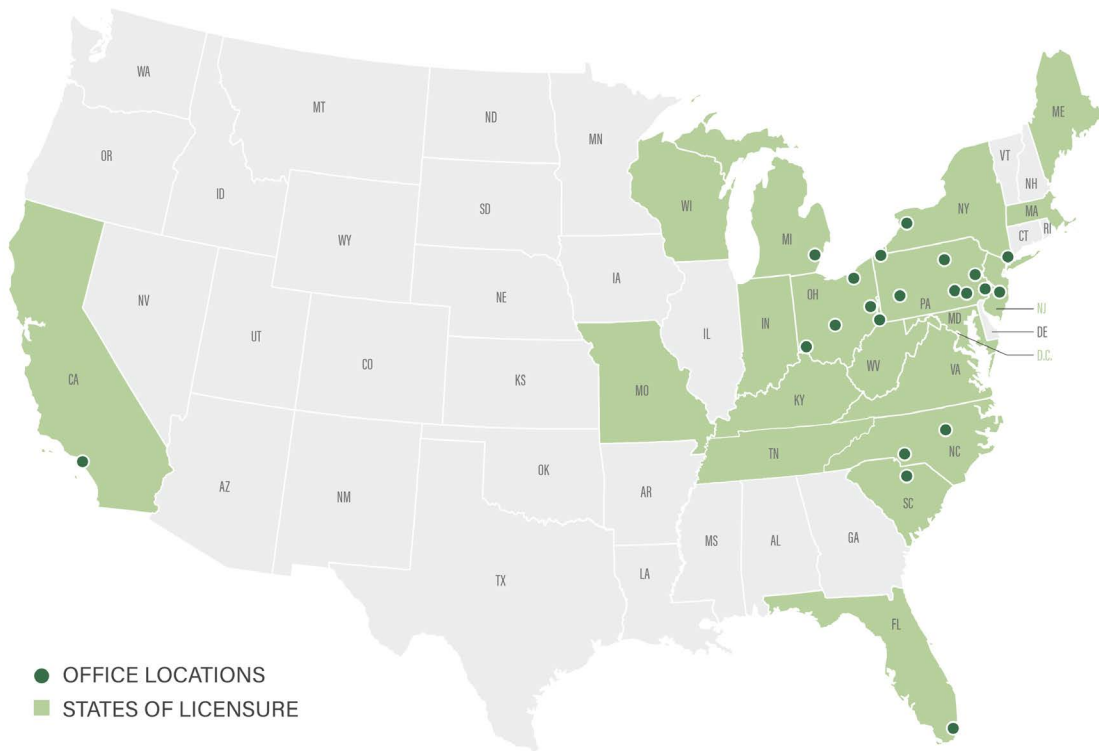 WA
OR
CA
ID
NV
MT
WY
UT
AZ
CO
NM
ND
SD
NE
KS
OK
TX
MN
IA
MO
AR
LA
WI
IL
MI
IN
OH
KY
TN
MS
AL
GA
FL
SC
NC
VA
WV
MD
PA
NY
VT
NH
ME
MA
CT
RI
NJ
DE
D.C.
OFFICE LOCATIONS
STATES OF LICENSURE